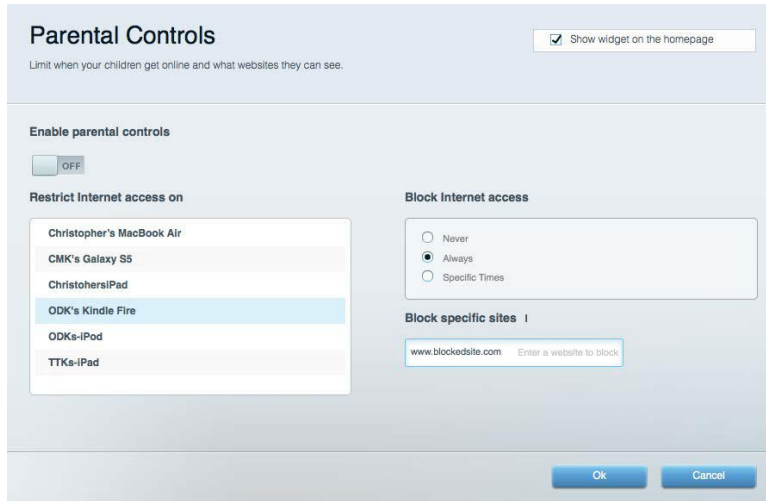 Parental Controls
Show widget on the homepage
Limit when your children get online and what websites they can see.
Enable parental controls
OFF
Restrict Internet access on
Christopher's MacBook Air
CMK's Galaxy S5
ChristohersiPad
ODK's Kindle Fire
ODKs-iPod
TTKs-iPad
Block Internet access
Never
Always
Specific Times
Block specific sites I
www.blockedsite.com Enter a website to block
Ok Cancel